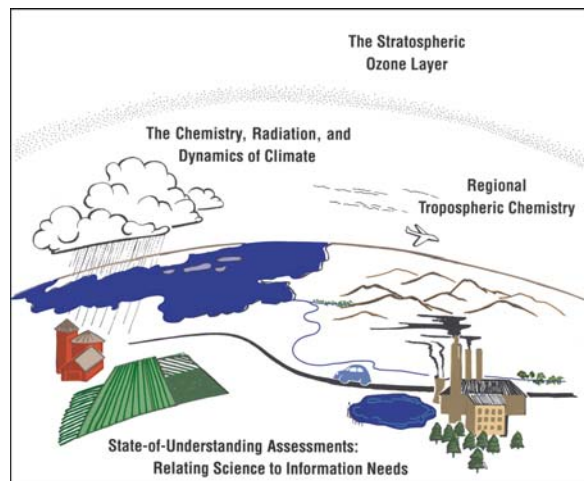 The Stratospheric
Ozone Layer
The Chemistry, Radiation, and
Dynamics of Climate
Regional
Tropospheric Chemistry
State-of-Understanding Assessments:
Relating Science to Information Needs